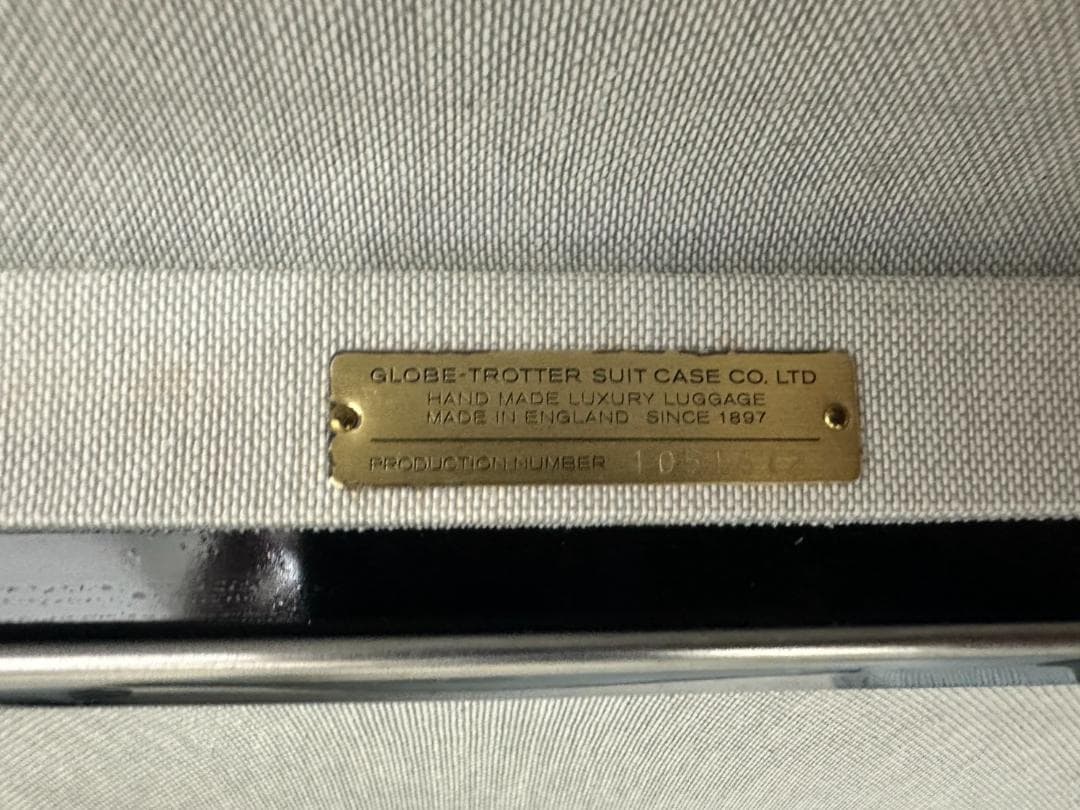 GLOBE-TROTTER SUIT CASE CO. LTD
HAND MADE LUXURY LUGGAGE
MADE IN ENGLAND SINCE 1897
PRODUCTION NUMBER